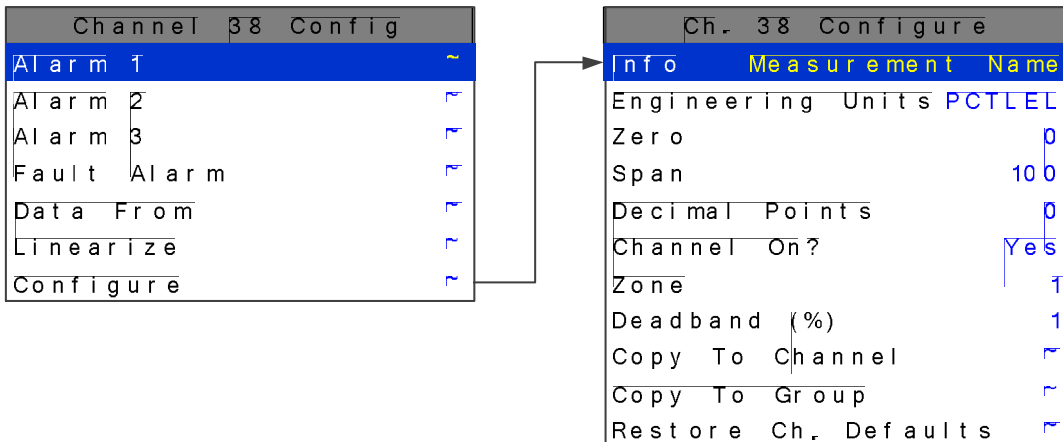 Channel 38 Config
Alarm 1 ~
Alarm 2 ~
Alarm 3 ~
Fault Alarm ~
Data From ~
Linearize ~
Configure ~
Ch. 38 Configure
Info Measurement Name
Engineering Units PCTLEL
Zero 0
Span 100
Decimal Points 0
Channel On? Yes
Zone 1
Deadband (%) 1
Copy To Channel ~
Copy To Group ~
Restore Ch. Defaults ~